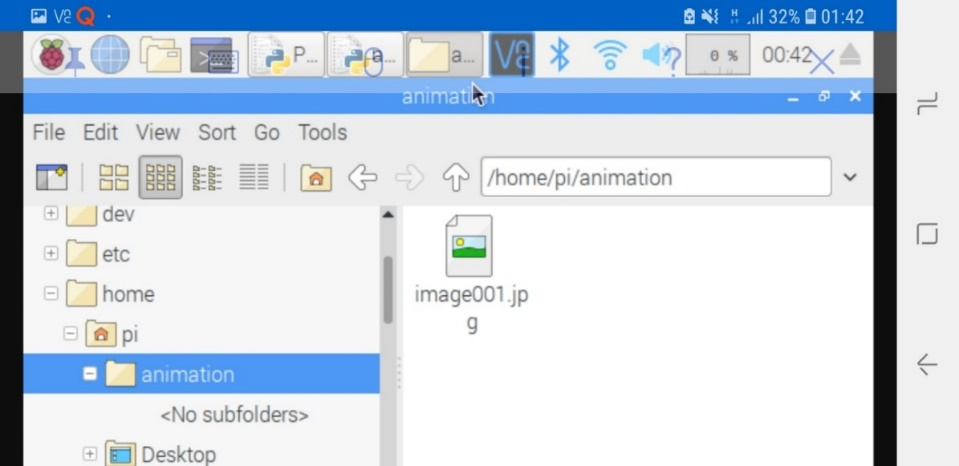 V2 32% 01:42
P... a... a... V2 ? 0 % 00:42
animation
File Edit View Sort Go Tools
/home/pi/animation
dev
etc
home
pi
animation
<No subfolders>
Desktop
image001.jp
g